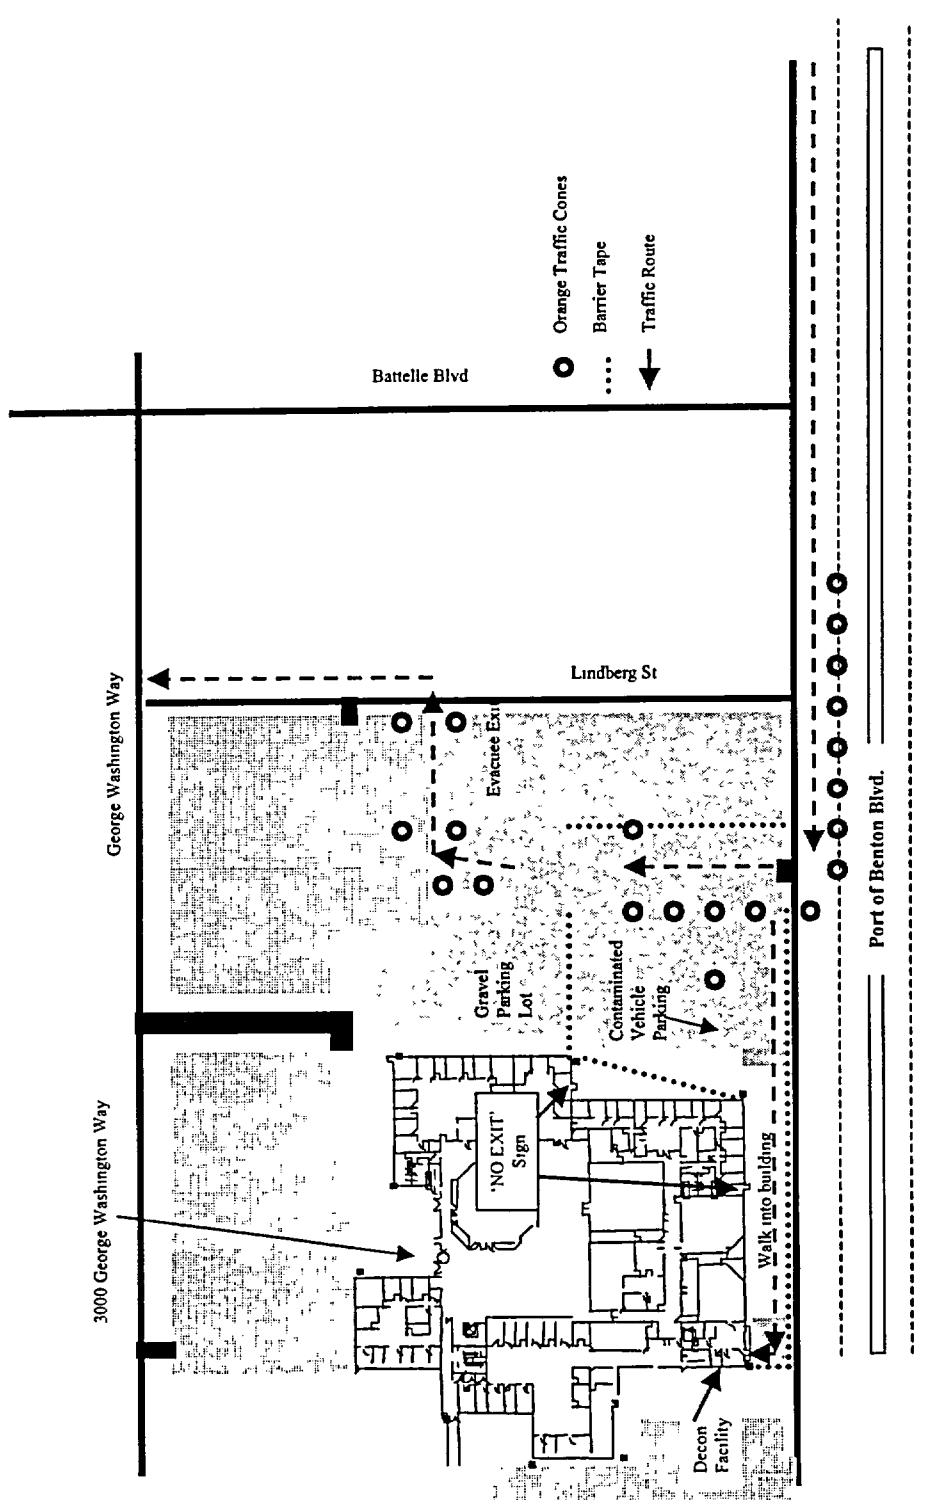 Orange Traffic Cones
Barrier Tape
Traffic Route
Battelle Blvd
George Washington Way
Lindberg St
Evacuee Exit
Port of Benton Blvd.
Gravel
Parking
Lot
Contaminated
Vehicle
Parking
3000 George Washington Way
'NO EXIT'
Sign
Walk into building
Decon
Facility